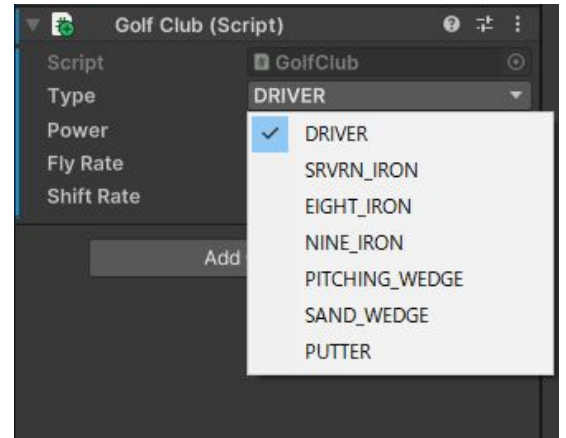 Golf Club (Script)
Script GolfClub
Type DRIVER
Power
Fly Rate
Shift Rate
Add
DRIVER
SRVRN_IRON
EIGHT_IRON
NINE_IRON
PITCHING_WEDGE
SAND_WEDGE
PUTTER